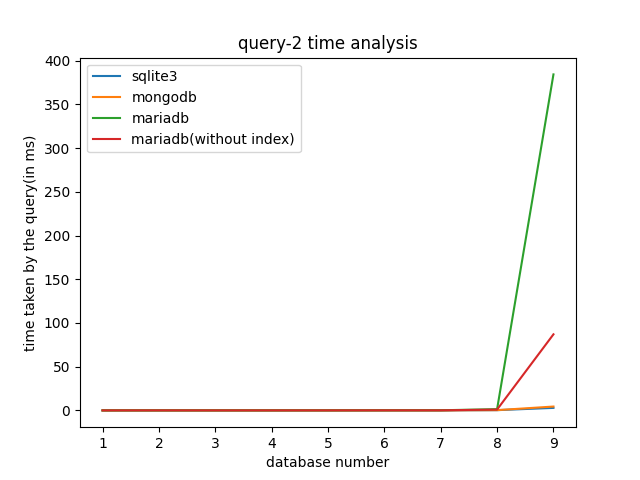 query-2 time analysis
sqlite3
mongodb
mariadb
mariadb(without index)
time taken by the query(in ms)
400
350
300
250
200
150
100
50
0
1 2 3 4 5 6 7 8 9
database number